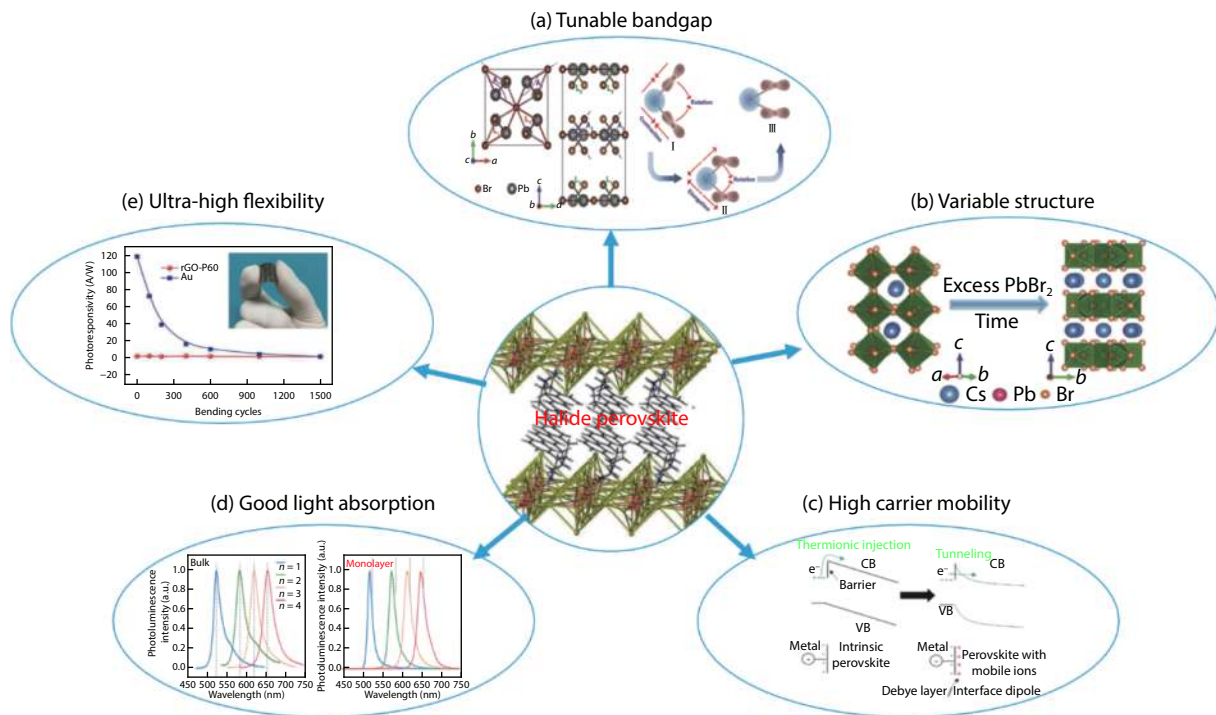 (a) Tunable bandgap
b
c
a
Br
Pb
c
b
a
Rotation
I
Rotation
II
III
(e) Ultra-high flexibility
Photoresponsivity (A/W)
120
100
80
60
40
20
0
−20
rGO-P60
Au
0
300
600
900
1200
1500
Bending cycles
(b) Variable structure
Excess PbBr2
Time
c
a
b
c
b
Cs
Pb
Br
Halide perovskite
(d) Good light absorption
Photoluminescence
intensity (a.u.)
1.0
0.8
0.6
0.4
0.2
0.0
Bulk
n = 1
n = 2
n = 3
n = 4
450 500 550 600 650 700 750
Wavelength (nm)
Photoluminescence intensity (a.u.)
1.0
0.8
0.6
0.4
0.2
0.0
Monolayer
450 500 550 600 650 700 750
Wavelength (nm)
(c) High carrier mobility
Thermionic injection
e−
CB
Barrier
VB
Metal
Intrinsic
perovskite
Tunneling
e−
CB
VB
Metal
Perovskite with
mobile ions
Debye layer
Interface dipole